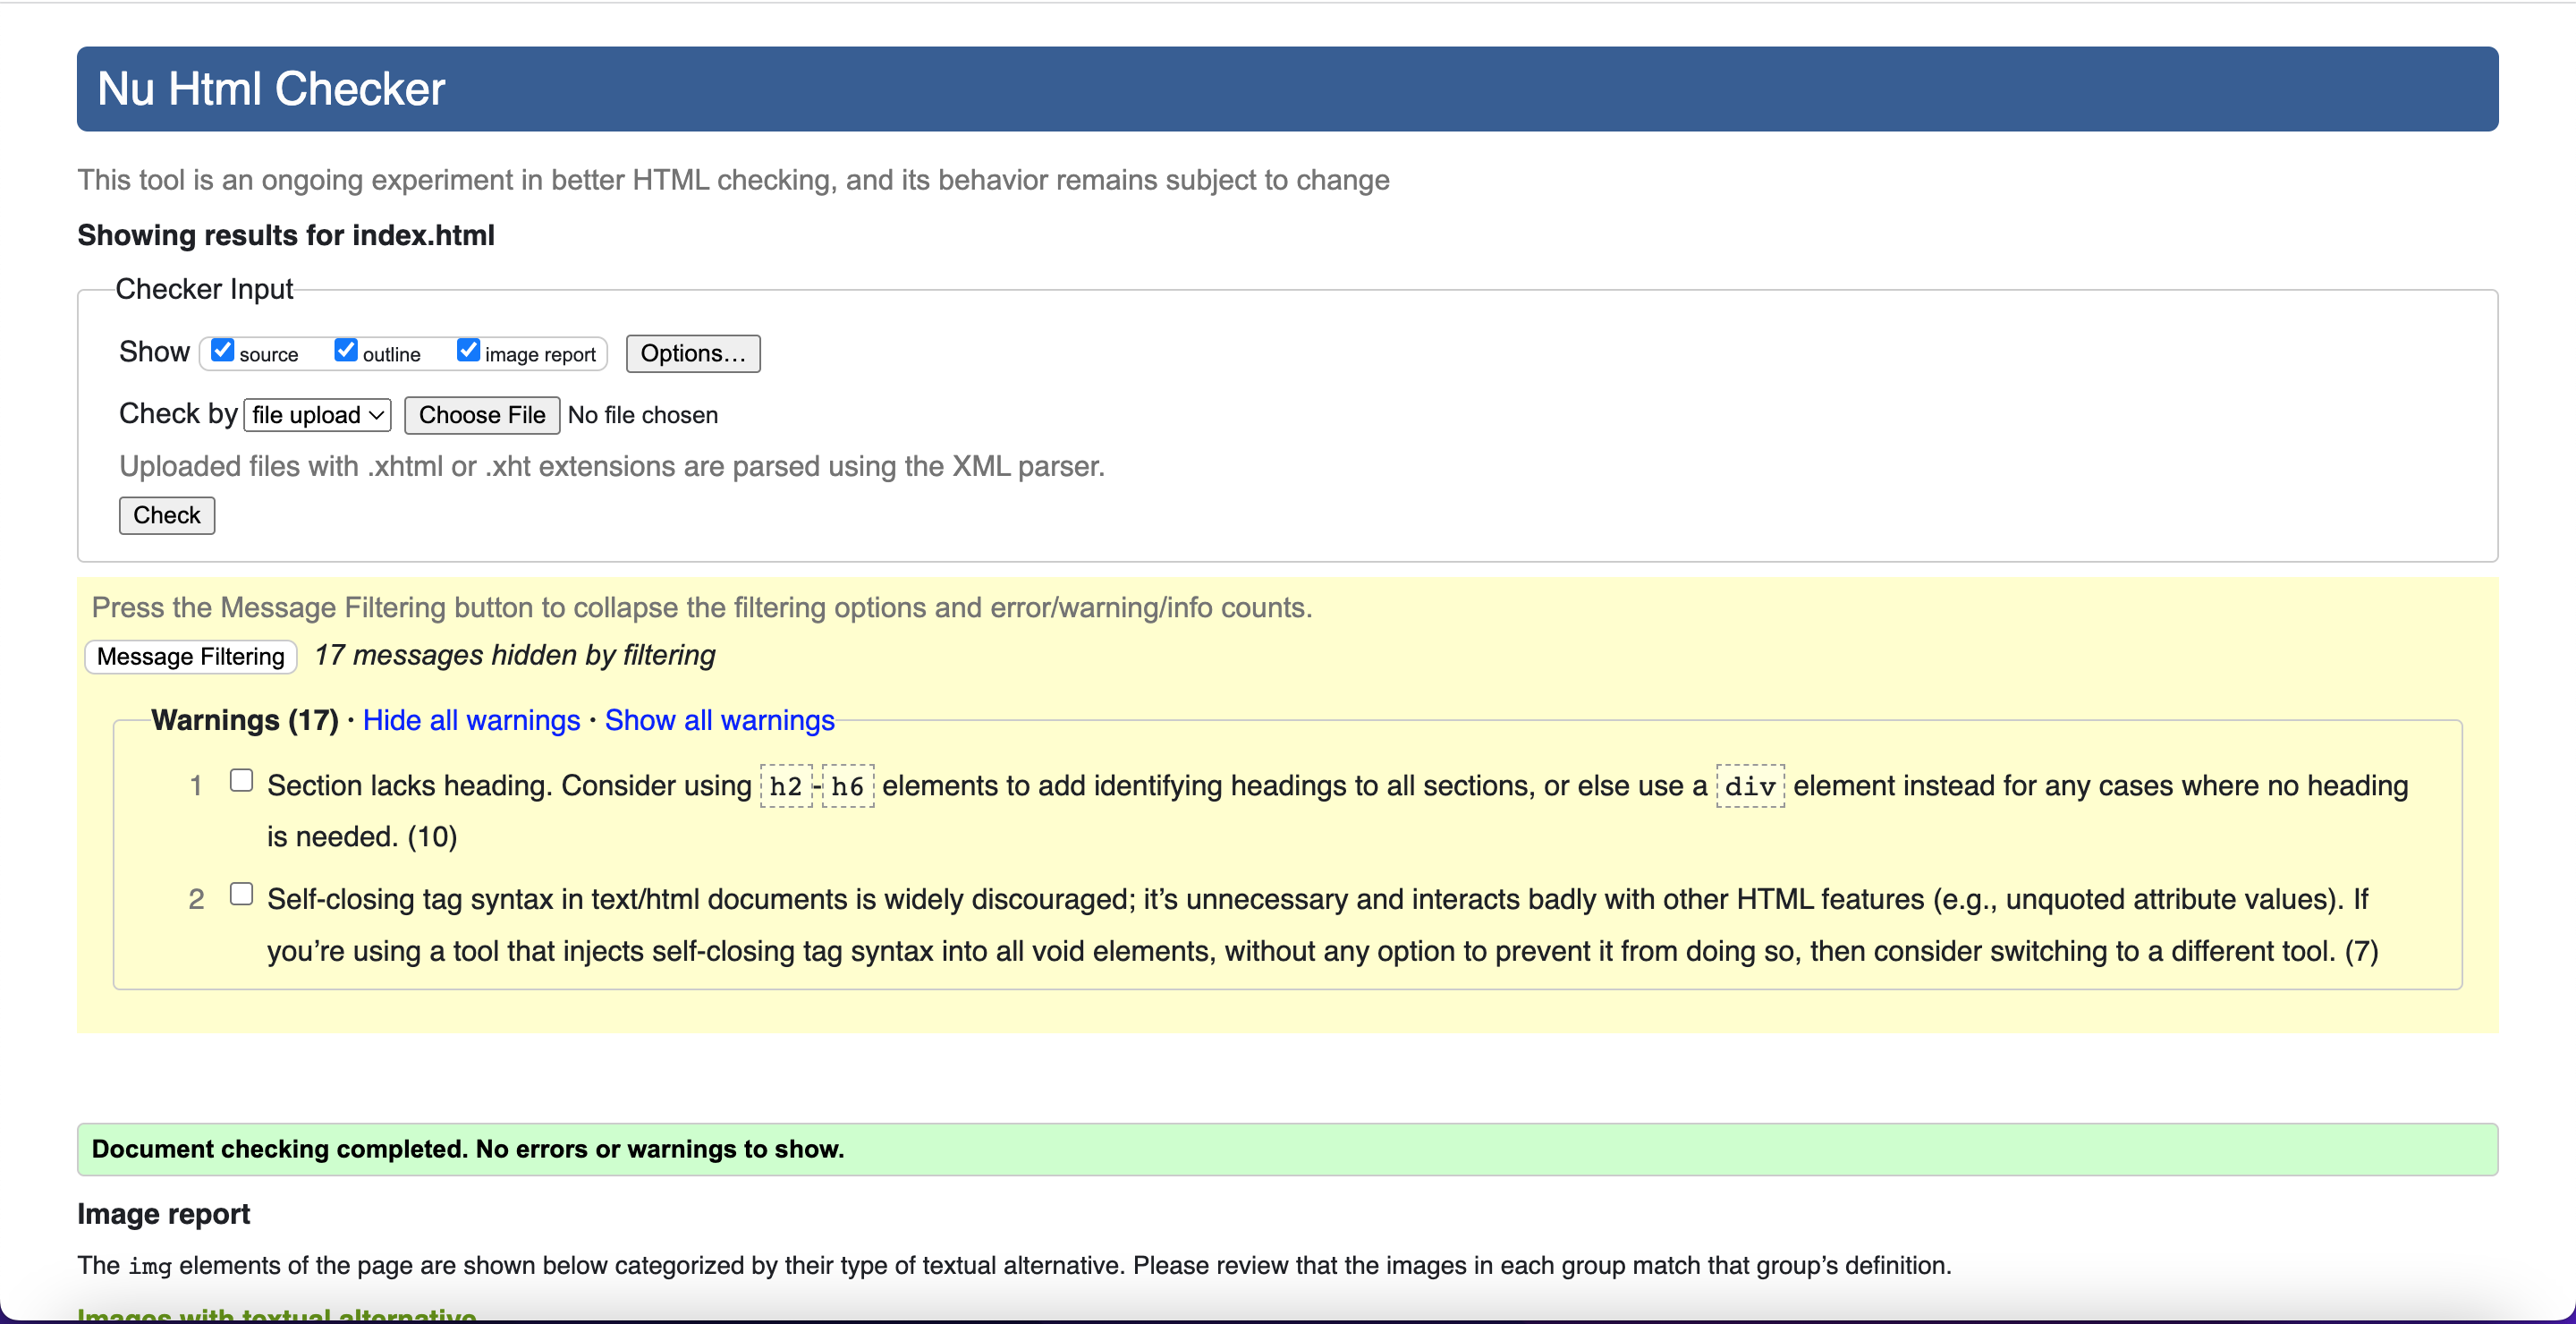 Nu Html Checker
This tool is an ongoing experiment in better HTML checking, and its behavior remains subject to change
Showing results for index.html
Checker Input
Show source outline image report Options...
Check by file upload Choose File No file chosen
Uploaded files with .xhtml or .xht extensions are parsed using the XML parser.
Check
Press the Message Filtering button to collapse the filtering options and error/warning/info counts.
Message Filtering 17 messages hidden by filtering
Warnings (17) · Hide all warnings · Show all warnings
1 Section lacks heading. Consider using h2-h6 elements to add identifying headings to all sections, or else use a div element instead for any cases where no heading
is needed. (10)
2 Self-closing tag syntax in text/html documents is widely discouraged; it’s unnecessary and interacts badly with other HTML features (e.g., unquoted attribute values). If
you’re using a tool that injects self-closing tag syntax into all void elements, without any option to prevent it from doing so, then consider switching to a different tool. (7)
Document checking completed. No errors or warnings to show.
Image report
The img elements of the page are shown below categorized by their type of textual alternative. Please review that the images in each group match that group’s definition.
Images with textual alternative